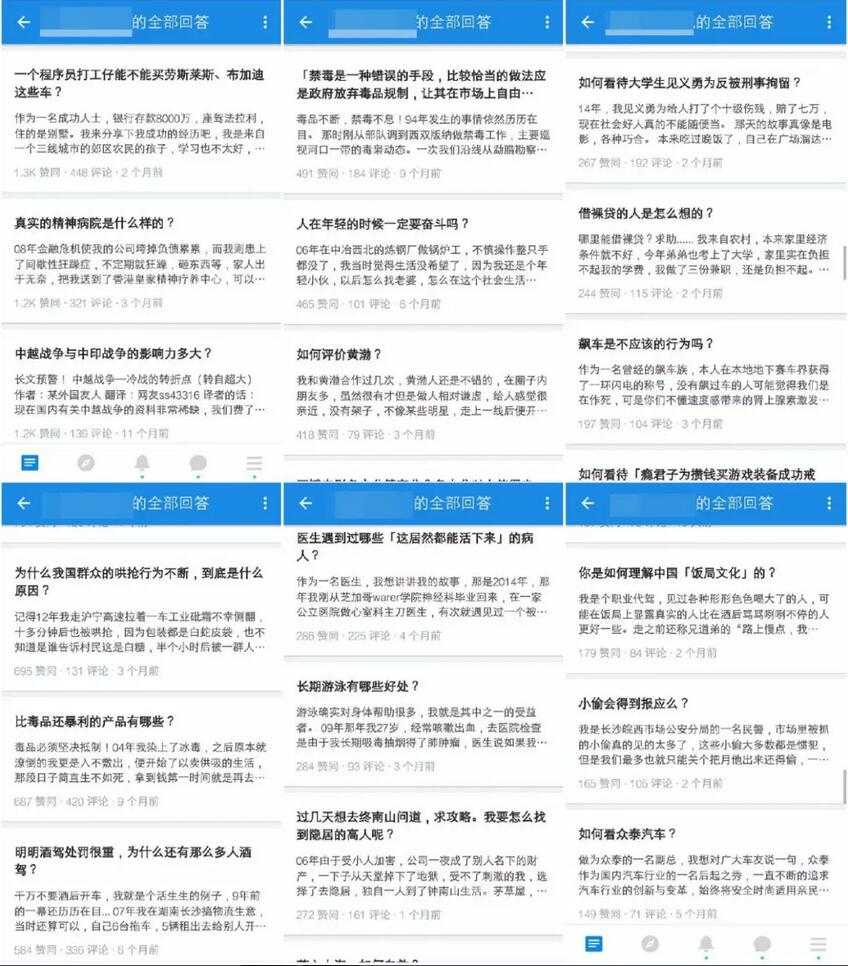 的全部回答
一个程序员打工仔能不能买劳斯莱斯、布加迪
这些车？
作为一名成功人士，银行存款8000万，座驾法拉利，
住的是别墅。我来分享下我成功的经历吧，我是来自
一个三线城市的郊区农民的孩子，学习也不太好，…
1.3K 赞同 · 448 评论 · 2 个月前
真实的精神病院是什么样的？
08年金融危机使我的公司垮掉负债累累，而我则患上
了间歇性狂躁症，不定期就狂躁，砸东西等，家人出
于无奈，把我送到了香港皇家精神疗养中心，可以…
1.2K 赞同 · 321 评论 · 3 个月前
中越战争与中印战争的影响力多大？
长文预警！ 中越战争—冷战的转折点（转自超大）
作者：某外国友人 翻译：网友ss43316 译者的话：
现在国内有关中越战争的资料非常稀缺，我们费了…
1.2K 赞同 · 139 评论 · 11 个月前
的全部回答
「禁毒是一种错误的手段，比较恰当的做法应
是政府放弃毒品规制，让其在市场上自由…
毒品不断，禁毒不息！94年发生的事情依然历历在
目。 那时刚从部队调到西双版纳做禁毒工作，主要巡
视河口一带的毒枭动态。一次我们沿线从勐腊勘察…
491 赞同 · 184 评论 · 9 个月前
人在年轻的时候一定要奋斗吗？
06年在中冶西北的炼钢厂做锅炉工，不慎操作整只手
都没了，我当时觉得生活没希望了，因为我还是个年
轻小伙，以后怎么找老婆，怎么在这个社会生活…
465 赞同 · 101 评论 · 6 个月前
如何评价黄渤？
我和黄渤合作过几次，黄渤人还是不错的，在圈子内
朋友多，虽然很有才但是做人相对谦虚，给人感觉很
亲近，没有架子，不像某些明星，走上一线后便开…
418 赞同 · 79 评论 · 3 个月前
的全部回答
如何看待大学生见义勇为反被刑事拘留？
14年，我见义勇为给人打了个十级伤残，赔了七万，
现在社会好人真的不能随便当。 那天的故事真像是电
影，各种巧合。 本来吃过晚饭了，自己在广场溜达…
267 赞同 · 192 评论 · 2 个月前
借裸贷的人是怎么想的？
哪里能借裸贷？求助...... 我来自农村，本来家里经济
条件就不好，今年弟弟也考上了大学，家里实在负担
不起我的学费，我做了三份兼职，还是负担不起。…
244 赞同 · 115 评论 · 2 个月前
飙车是不应该的行为吗？
作为一名曾经的飙车族，本人在本地地下赛车界获得
了一环闪电的称号，没有飙过车的人可能觉得我们是
在作死，可是你们不懂速度感带来的肾上腺素激发…
197 赞同 · 104 评论 · 3 个月前
如何看待「瘾君子为攒钱买游戏装备成功戒
的全部回答
为什么我国群众的哄抢行为不断，到底是什么
原因？
记得12年我走沪宁高速拉着一车工业砒霜不幸侧翻，
十多分钟后也被哄抢，因为包装都是白蛇皮袋，也不
知道是谁告诉村民这是白糖，半个小时后被一群人…
695 赞同 · 131 评论 · 3 个月前
比毒品还暴利的产品有哪些？
毒品必须坚决抵制！04年我染上了冰毒，之后原本就
潦倒的我更是入不敷出，便开始了以卖供吸的生活，
那段日子简直生不如死，拿到钱第一时间就是再去…
687 赞同 · 420 评论 · 9 个月前
明明酒驾处罚很重，为什么还有那么多人酒
驾？
千万不要酒后开车，我就是个活生生的例子，9年前
的一幕还历历在目... 07年我在湖南长沙搞物流生意，
当时还算可以，自己6台拖车，5辆租出去给别人开…
584 赞同 · 336 评论 · 6 个月前
的全部回答
医生遇到过哪些「这居然都能活下来」的病
人？
作为一名医生，我想讲讲我的故事，那是2014年，那
年我刚从芝加哥warer学院神经科毕业回来，在一家
公立医院做心室科主刀医生，有次就遇见过一个被…
286 赞同 · 225 评论 · 4 个月前
长期游泳有哪些好处？
游泳确实对身体帮助很多，我就是其中之一的受益
者。 09年那年我27岁，经常咳嗽出血，去医院检查
是由于我长期吸毒抽烟得了肺肿瘤，医生说如果我…
284 赞同 · 93 评论 · 3 个月前
过几天想去终南山问道，求攻略。我要怎么找
到隐居的高人呢？
06年由于受小人加害，公司一夜成了别人名下的财
产，一下子从天堂掉下了地狱，受不了刺激的我，选
择了去隐居，独自一人到了钟南山生活。茅草屋，…
272 赞同 · 161 评论 · 1 个月前
的全部回答
你是如何理解中国「饭局文化」的？
我是个职业代驾，见过各种形形色色喝大了的人，可
能在饭局上显露真实的人比在酒后骂骂咧咧不停的人
更好一些。走之前还称兄道弟的“路上慢点，我…
179 赞同 · 84 评论 · 2 个月前
小偷会得到报应么？
我是长沙皖西市场公安分局的一名民警，市场里被抓
的小偷真的见的太多了，这些小偷大多数都是惯犯，
但是我们最多也就只能关个把月他出来还得偷，一…
165 赞同 · 105 评论 · 2 个月前
如何看众泰汽车？
做为众泰的一名副总，我想对广大车友说一句，众泰
作为国内汽车行业的一名后起之秀，一直不断的追求
汽车行业的创新与变革，始终将安全时尚适用亲民…
149 赞同 · 71 评论 · 5 个月前